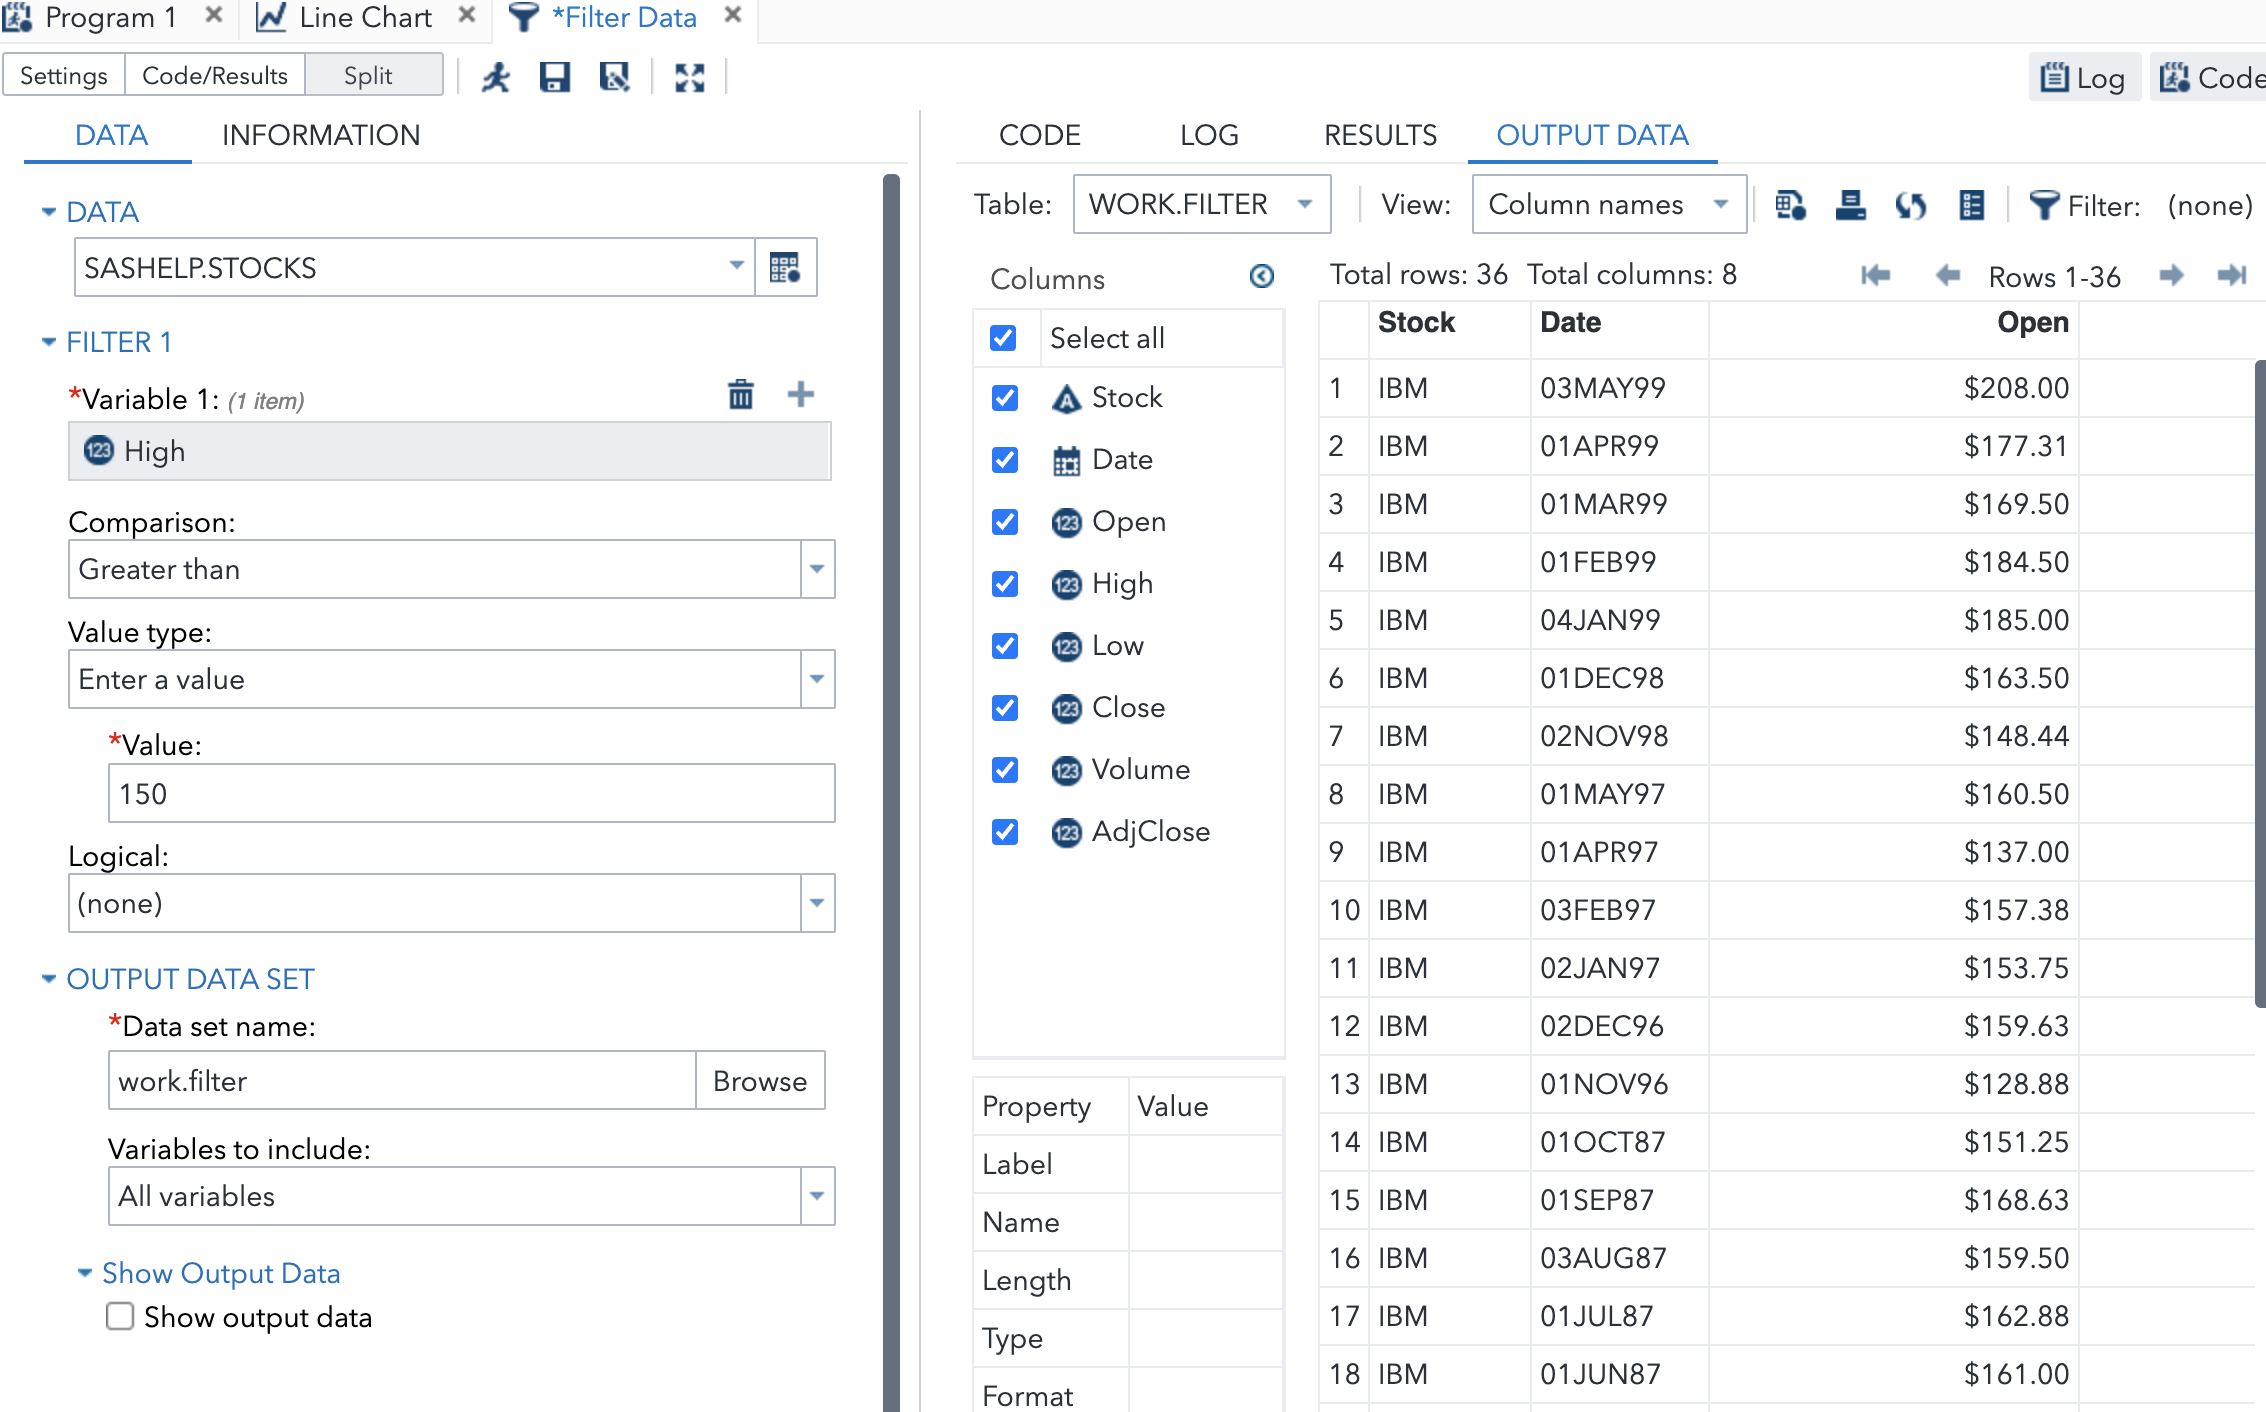 Program 1
Line Chart
*Filter Data
Settings
Code/Results
Split
Log
Code
DATA
INFORMATION
DATA
SASHELP.STOCKS
FILTER 1
*Variable 1: (1 item)
123 High
Comparison:
Greater than
Value type:
Enter a value
*Value:
150
Logical:
(none)
OUTPUT DATA SET
*Data set name:
work.filter
Browse
Variables to include:
All variables
Show Output Data
Show output data
CODE
LOG
RESULTS
OUTPUT DATA
Table: WORK.FILTER
View: Column names
Filter: (none)
Columns
Select all
A Stock
Date
123 Open
123 High
123 Low
123 Close
123 Volume
123 AdjClose
Property Value
Label
Name
Length
Type
Format
Total rows: 36 Total columns: 8
Rows 1-36
Stock Date Open
1 IBM 03MAY99 $208.00
2 IBM 01APR99 $177.31
3 IBM 01MAR99 $169.50
4 IBM 01FEB99 $184.50
5 IBM 04JAN99 $185.00
6 IBM 01DEC98 $163.50
7 IBM 02NOV98 $148.44
8 IBM 01MAY97 $160.50
9 IBM 01APR97 $137.00
10 IBM 03FEB97 $157.38
11 IBM 02JAN97 $153.75
12 IBM 02DEC96 $159.63
13 IBM 01NOV96 $128.88
14 IBM 01OCT87 $151.25
15 IBM 01SEP87 $168.63
16 IBM 03AUG87 $159.50
17 IBM 01JUL87 $162.88
18 IBM 01JUN87 $161.00